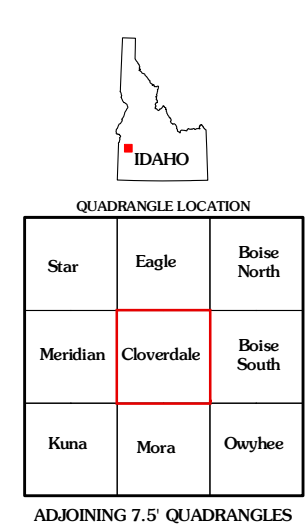 IDAHO
QUADRANGLE LOCATION
Star
Eagle
Boise
North
Meridian
Cloverdale
Boise
South
Kuna
Mora
Owyhee
ADJOINING 7.5' QUADRANGLES